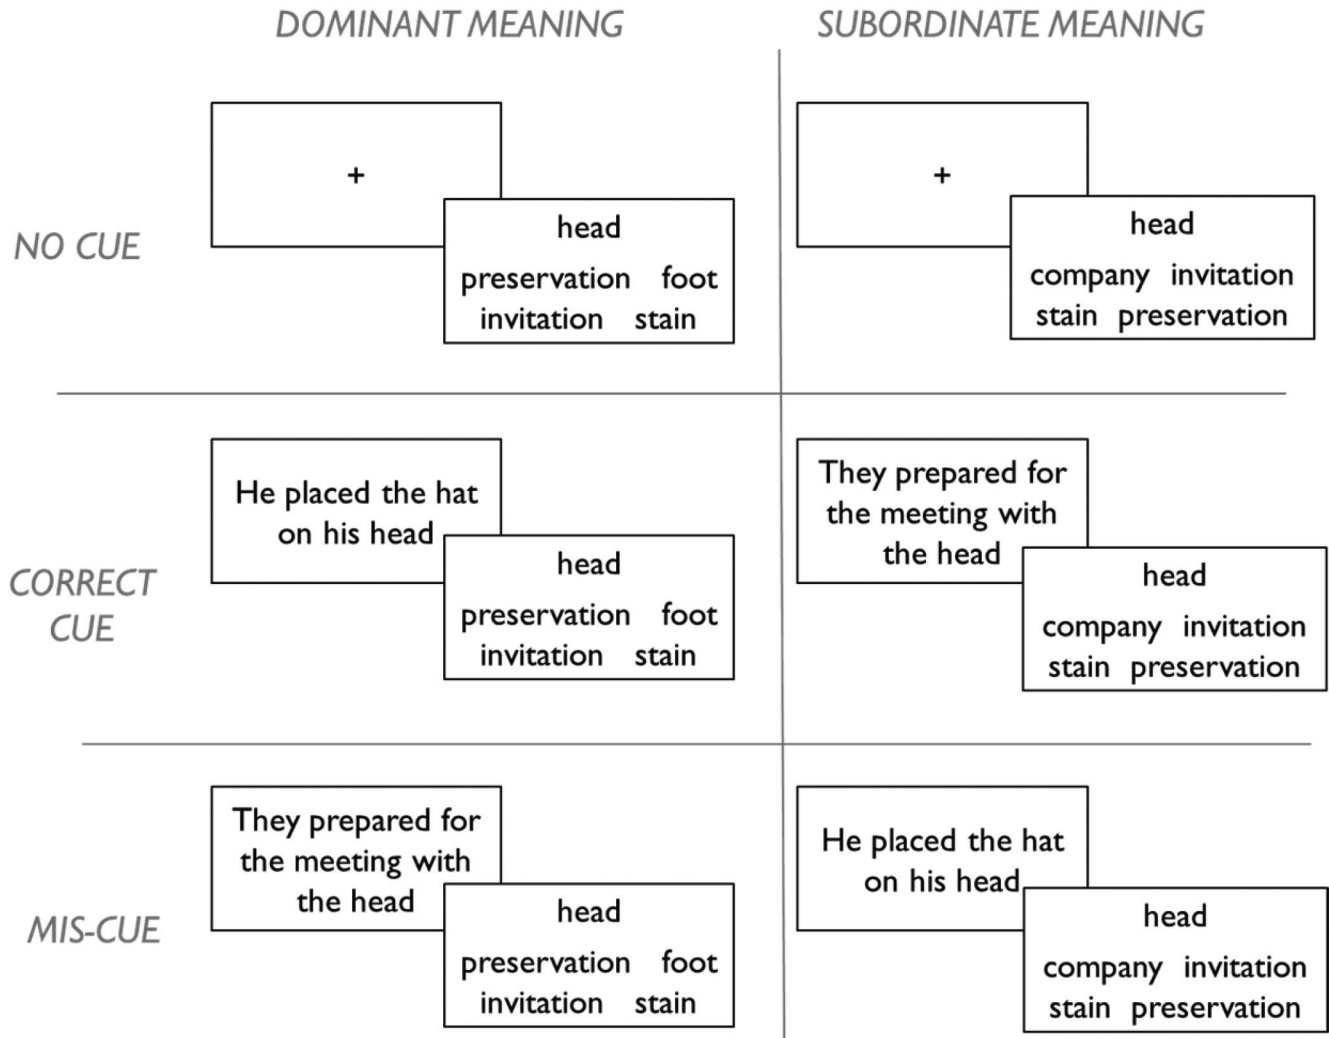 DOMINANT MEANING
SUBORDINATE MEANING
NO CUE
+
head
preservation foot
invitation stain
+
head
company invitation
stain preservation
CORRECT
CUE
He placed the hat
on his head
head
preservation foot
invitation stain
They prepared for
the meeting with
the head
head
company invitation
stain preservation
MIS-CUE
They prepared for
the meeting with
the head
head
preservation foot
invitation stain
He placed the hat
on his head
head
company invitation
stain preservation